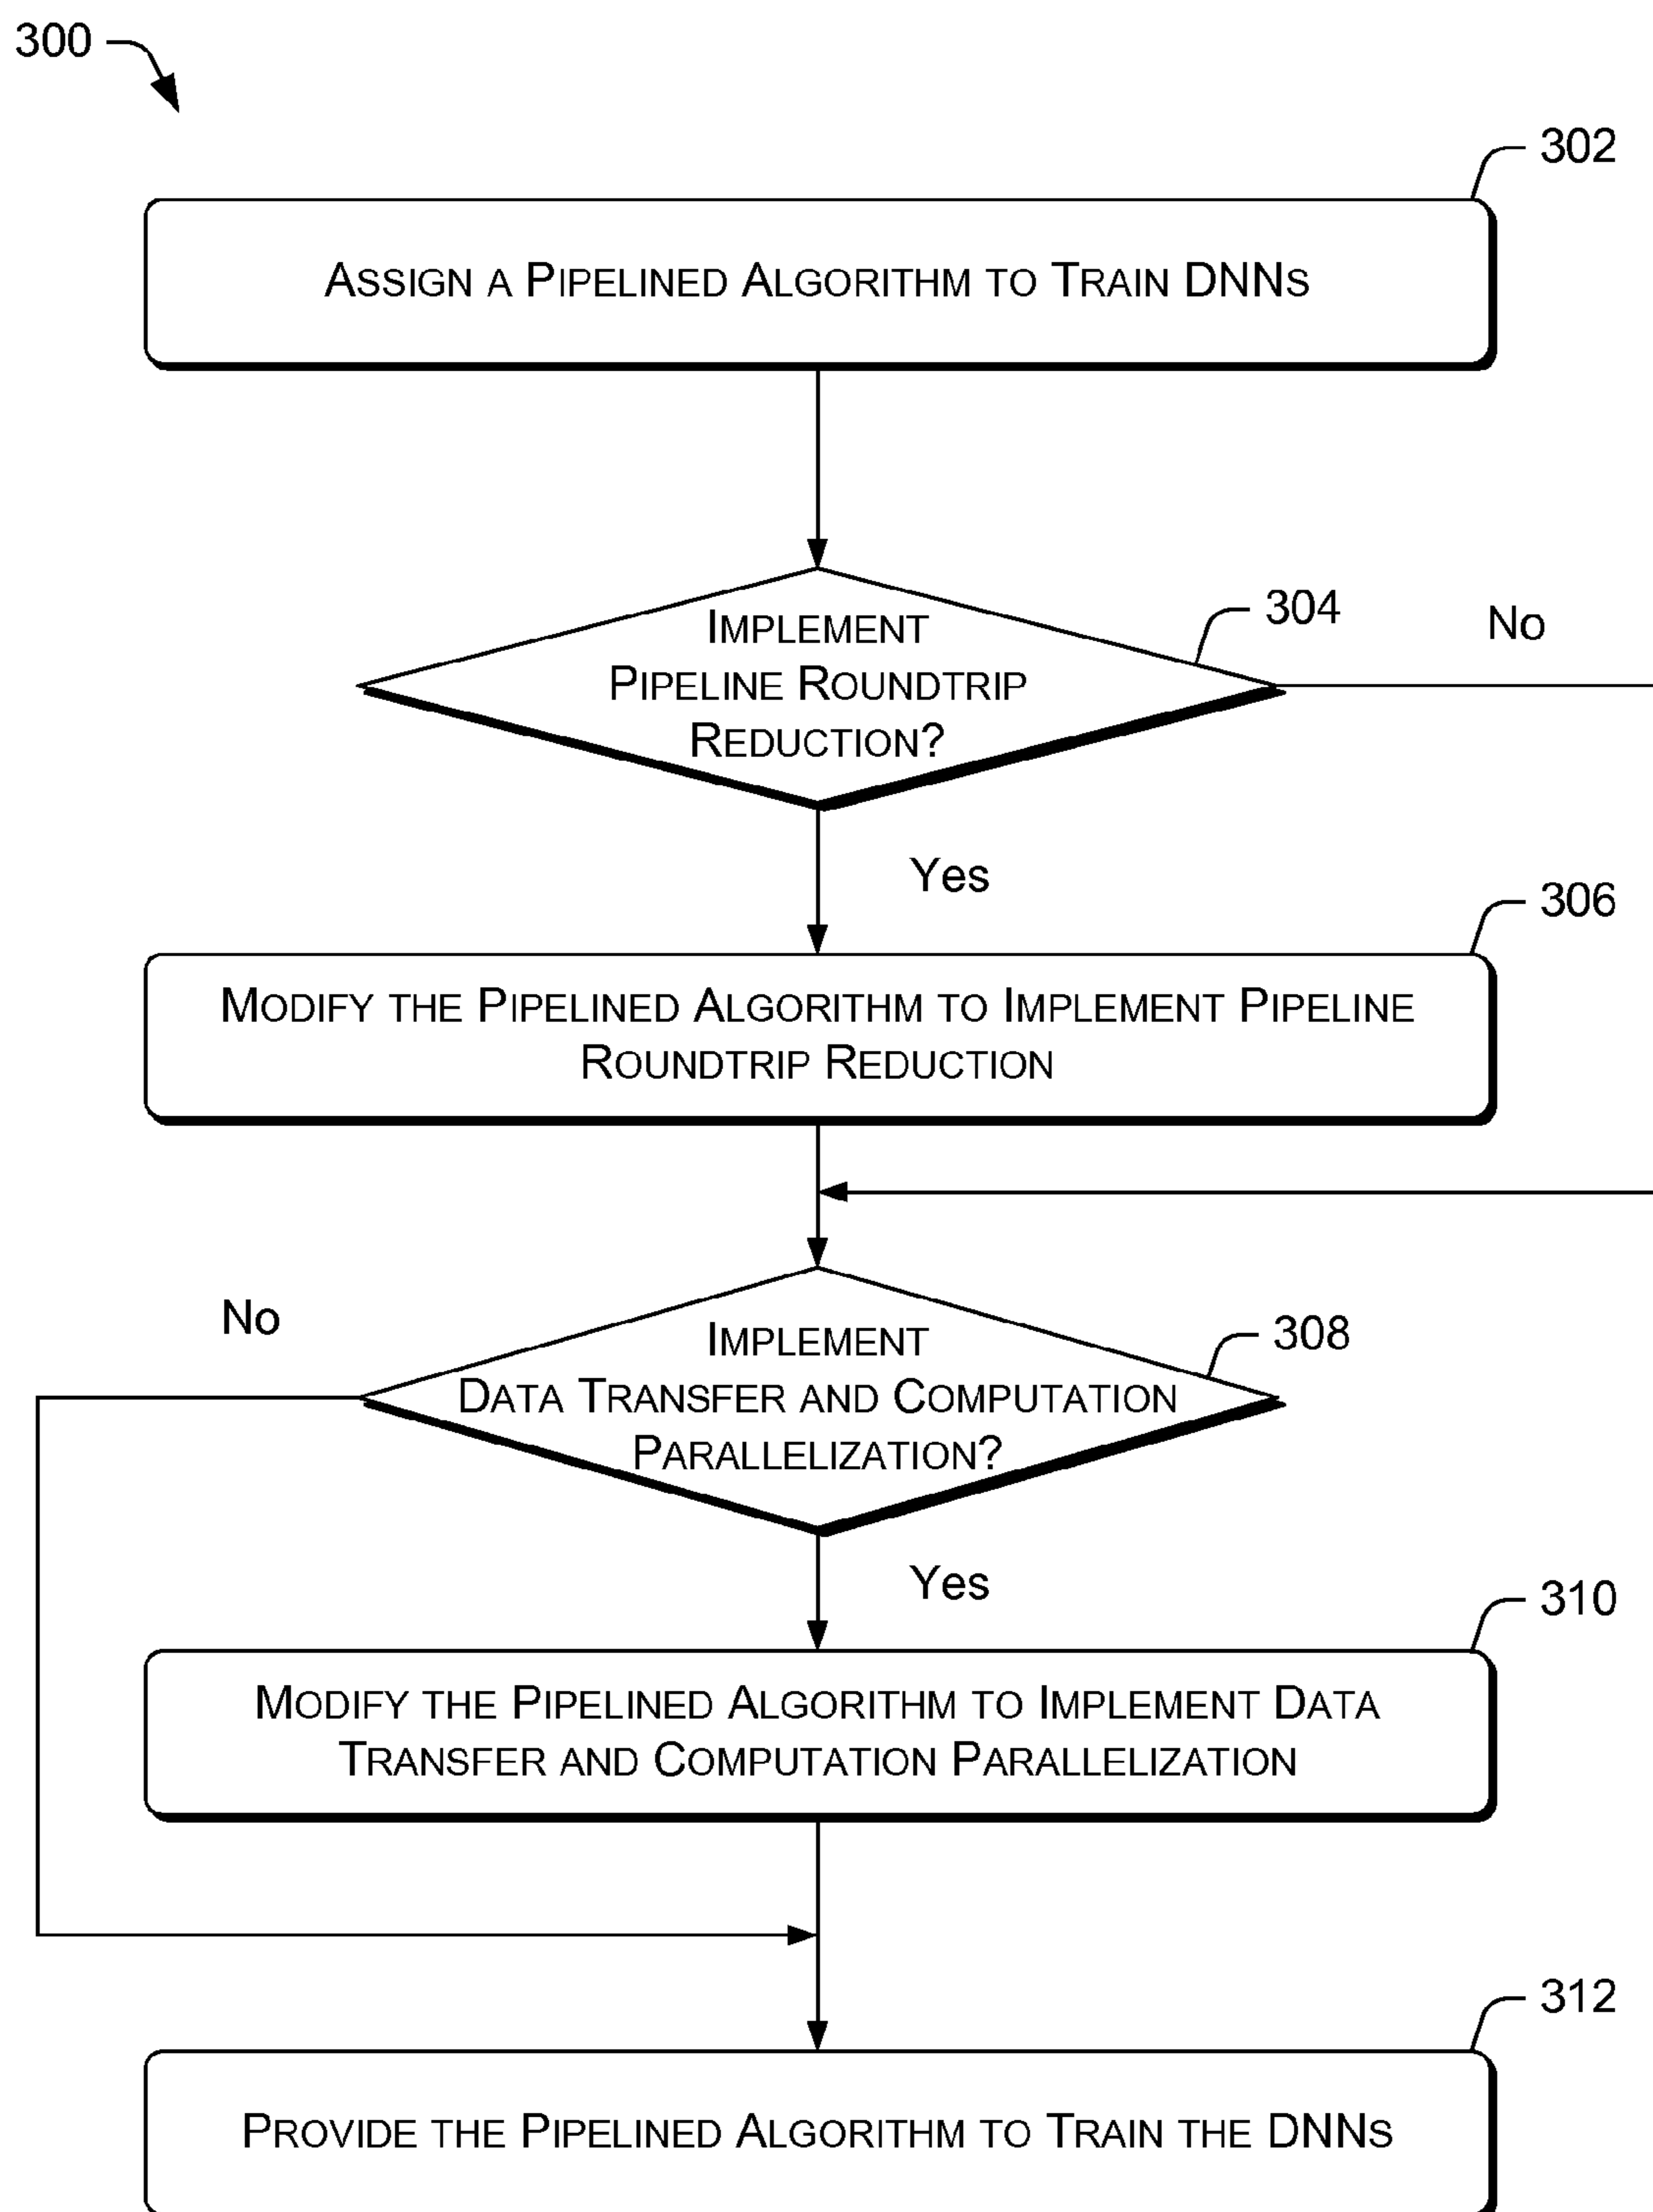 300
302
ASSIGN A PIPELINED ALGORITHM TO TRAIN DNNS
IMPLEMENT
304
No
PIPELINE ROUNDTRIP
REDUCTION?
Yes
306
MODIFY THE PIPELINED ALGORITHM TO IMPLEMENT PIPELINE
ROUNDTRIP REDUCTION
No
IMPLEMENT
308
DATA TRANSFER AND COMPUTATION
PARALLELIZATION?
Yes
310
MODIFY THE PIPELINED ALGORITHM TO IMPLEMENT DATA
TRANSFER AND COMPUTATION PARALLELIZATION
312
PROVIDE THE PIPELINED ALGORITHM TO TRAIN THE DNNS